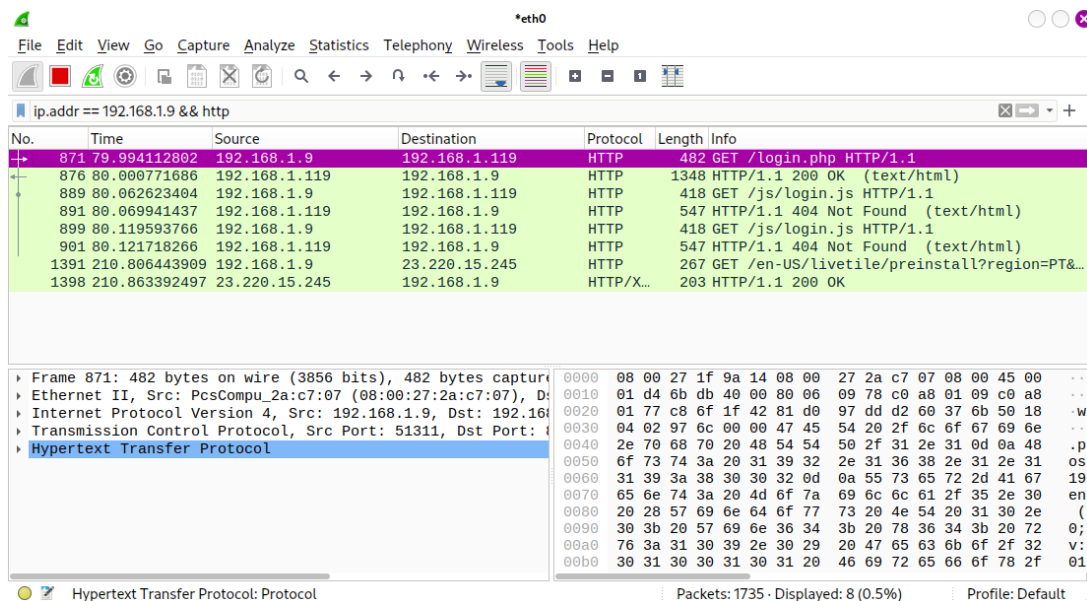 *eth0
File Edit View Go Capture Analyze Statistics Telephony Wireless Tools Help
ip.addr == 192.168.1.9 && http
No. Time Source Destination Protocol Length Info
871 79.994112802 192.168.1.9 192.168.1.119 HTTP 482 GET /login.php HTTP/1.1
876 80.000771686 192.168.1.119 192.168.1.9 HTTP 1348 HTTP/1.1 200 OK (text/html)
889 80.062623404 192.168.1.9 192.168.1.119 HTTP 418 GET /js/login.js HTTP/1.1
891 80.069941437 192.168.1.119 192.168.1.9 HTTP 547 HTTP/1.1 404 Not Found (text/html)
899 80.119593766 192.168.1.9 192.168.1.119 HTTP 418 GET /js/login.js HTTP/1.1
901 80.121718266 192.168.1.119 192.168.1.9 HTTP 547 HTTP/1.1 404 Not Found (text/html)
1391 210.806443909 192.168.1.9 23.220.15.245 HTTP 267 GET /en-US/livetile/preinstall?region=PT&…
1398 210.863392497 23.220.15.245 192.168.1.9 HTTP/X… 203 HTTP/1.1 200 OK
Frame 871: 482 bytes on wire (3856 bits), 482 bytes capture
Ethernet II, Src: PcsCompu_2a:c7:07 (08:00:27:2a:c7:07), D
Internet Protocol Version 4, Src: 192.168.1.9, Dst: 192.168
Transmission Control Protocol, Src Port: 51311, Dst Port:
Hypertext Transfer Protocol
0000 08 00 27 1f 9a 14 08 00 27 2a c7 07 08 00 45 00 ··
0010 01 d4 6b db 40 00 80 06 09 78 c0 a8 01 09 c0 a8 ···
0020 01 77 c8 6f 1f 42 81 d0 97 dd d2 60 37 6b 50 18 ·w
0030 04 02 97 6c 00 00 47 45 54 20 2f 6c 6f 67 69 6e ··
0040 2e 70 68 70 20 48 54 54 50 2f 31 2e 31 0d 0a 48 .p
0050 6f 73 74 3a 20 31 39 32 2e 31 36 38 2e 31 2e 31 os
0060 31 39 3a 38 30 30 32 0d 0a 55 73 65 72 2d 41 67 19
0070 65 6e 74 3a 20 4d 6f 7a 69 6c 6c 61 2f 35 2e 30 en
0080 20 28 57 69 6e 64 6f 77 73 20 4e 54 20 31 30 2e (
0090 30 3b 20 57 69 6e 36 34 3b 20 78 36 34 3b 20 72 0;
00a0 76 3a 31 30 39 2e 30 29 20 47 65 63 6b 6f 2f 32 v:
00b0 30 31 30 30 31 30 31 20 46 69 72 65 66 6f 78 2f 01
Hypertext Transfer Protocol: Protocol Packets: 1735 · Displayed: 8 (0.5%) Profile: Default